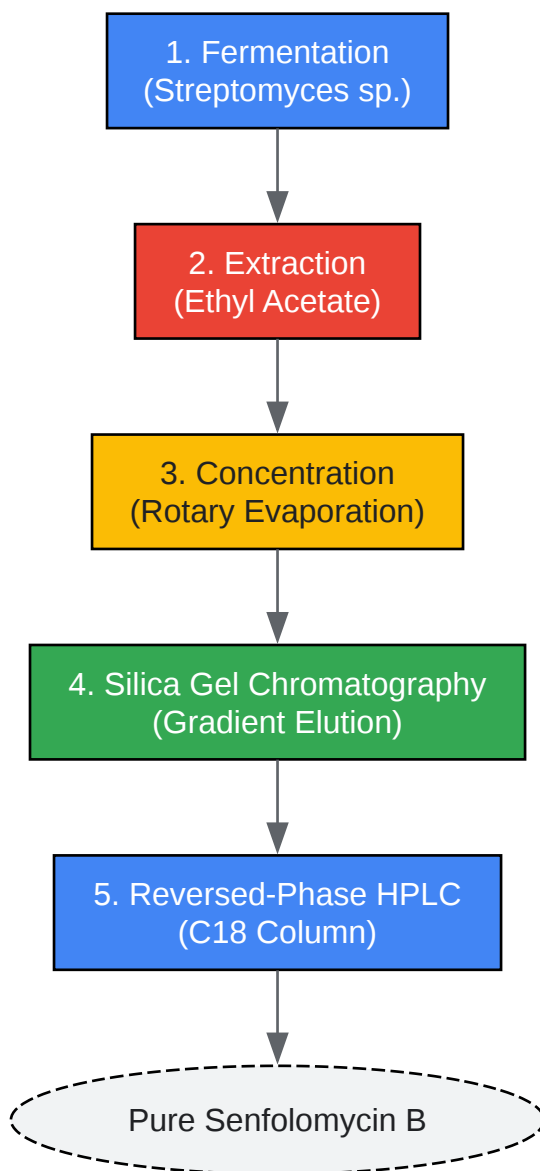 1. Fermentation
(Streptomyces sp.)
2. Extraction
(Ethyl Acetate)
3. Concentration
(Rotary Evaporation)
4. Silica Gel Chromatography
(Gradient Elution)
5. Reversed-Phase HPLC
(C18 Column)
Pure Senfolomycin B